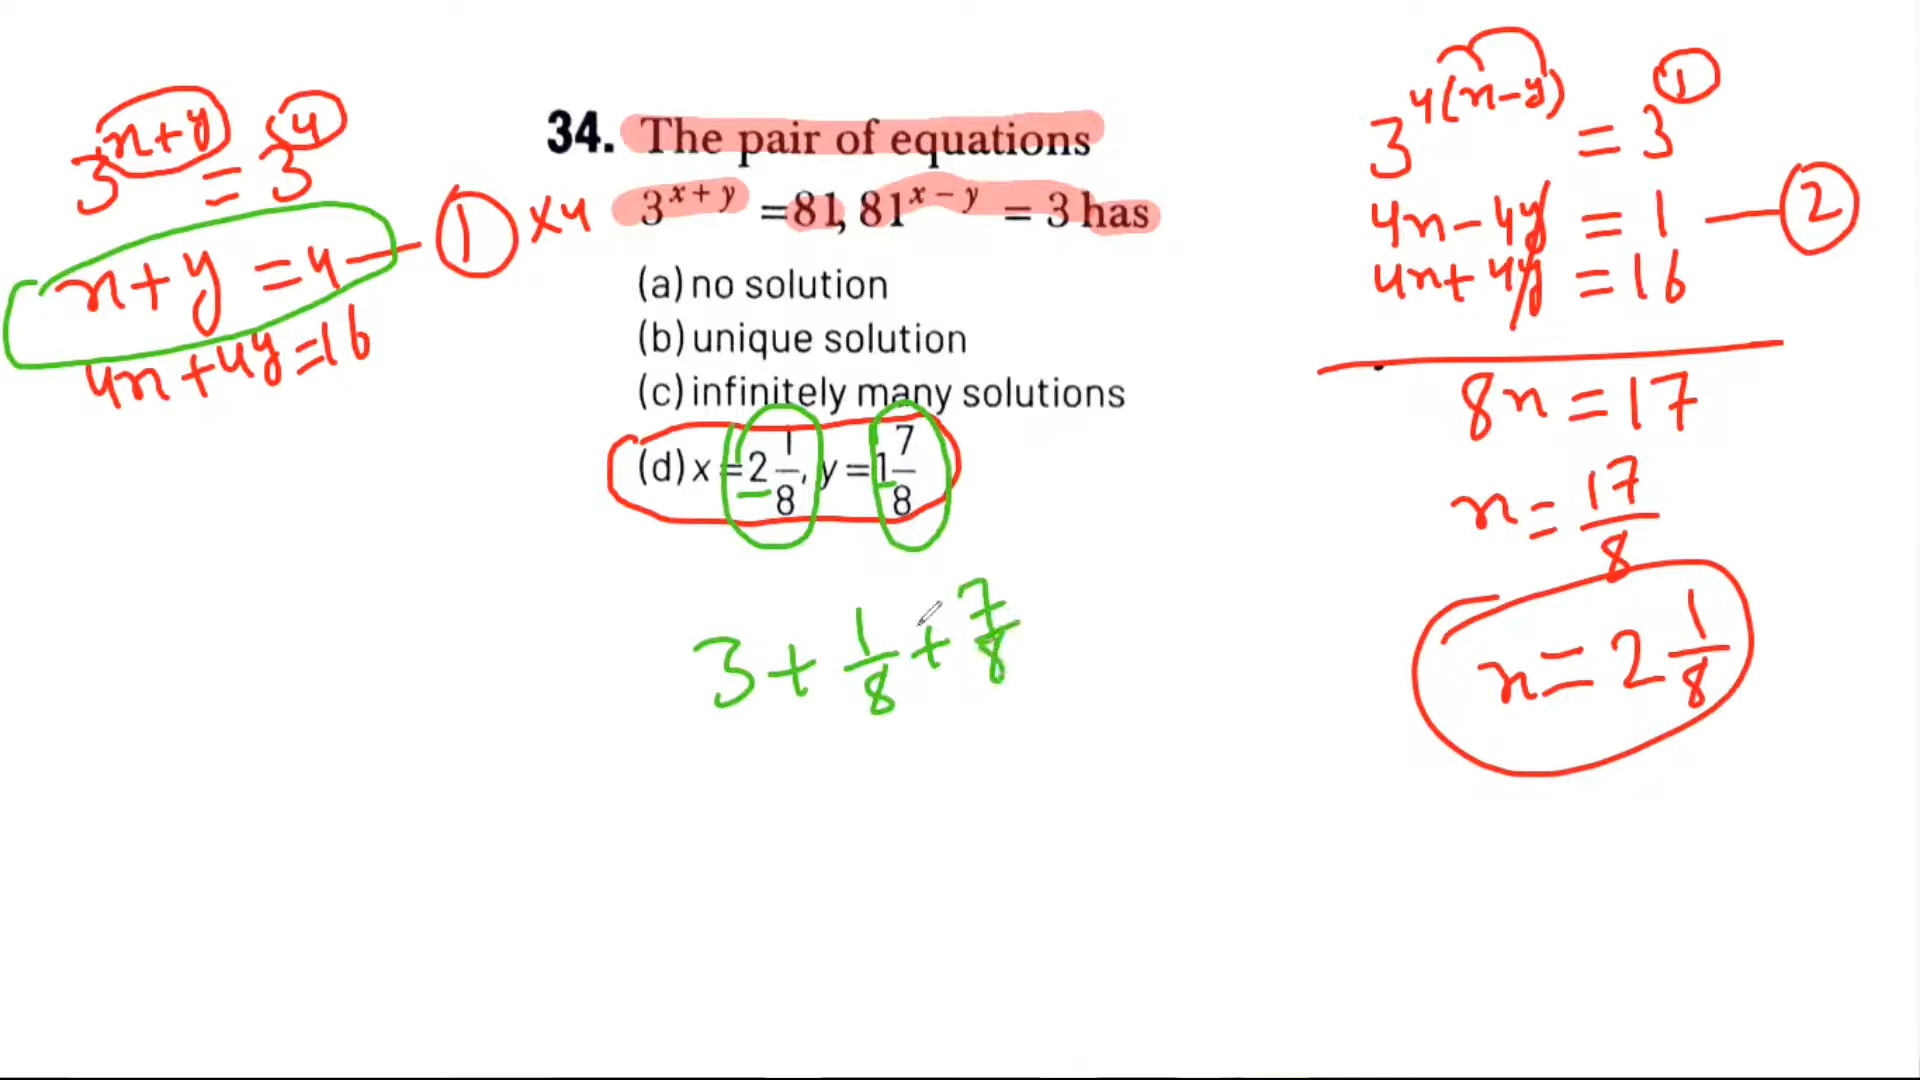 3^(x+y) = 3^4
x+y = 4 — ① ×4
4x+4y=16
34. The pair of equations
3^(x + y) = 81, 81^(x − y) = 3 has
(a) no solution
(b) unique solution
(c) infinitely many solutions
(d) x = 2 1/8, y = 1 7/8
3 + 1/8 + 7/8
3^(4(x−y)) = 3^1
4x − 4y = 1 — ②
4x + 4y = 16
8x = 17
x = 17/8
x = 2 1/8